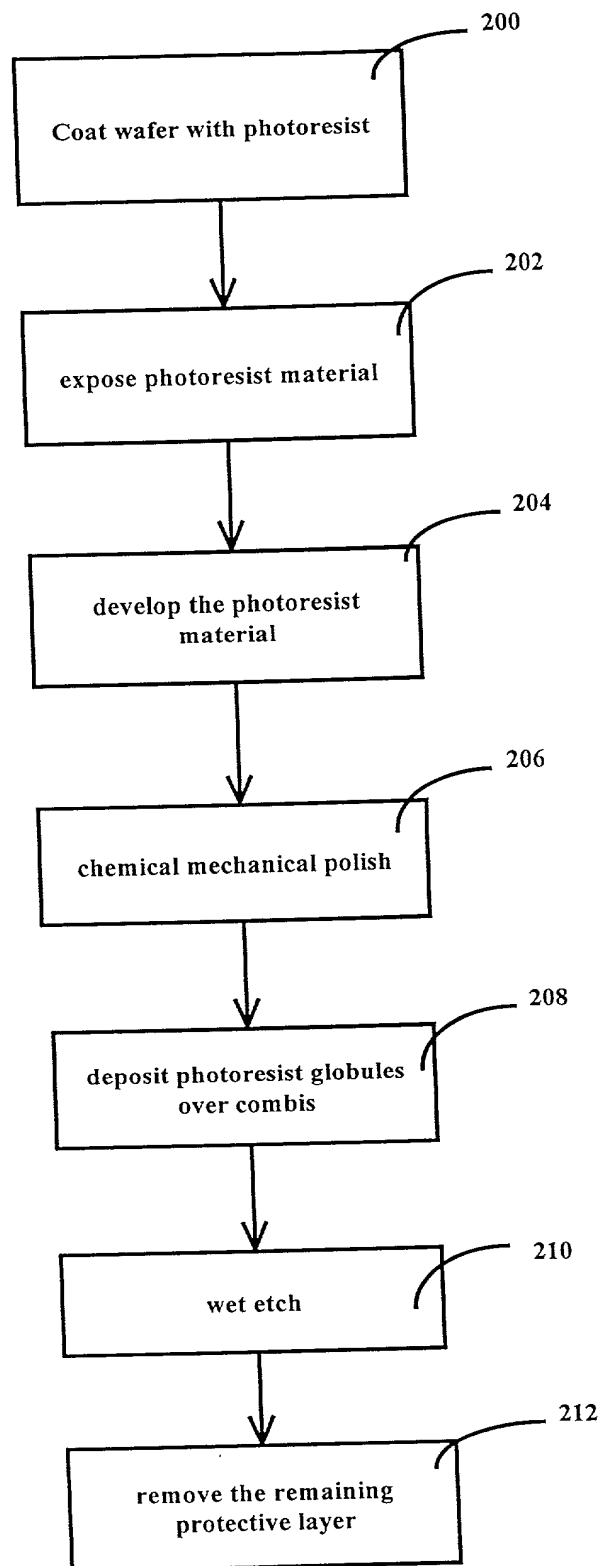 200
Coat wafer with photoresist
202
expose photoresist material
204
develop the photoresist
material
206
chemical mechanical polish
208
deposit photoresist globules
over combis
210
wet etch
212
remove the remaining
protective layer